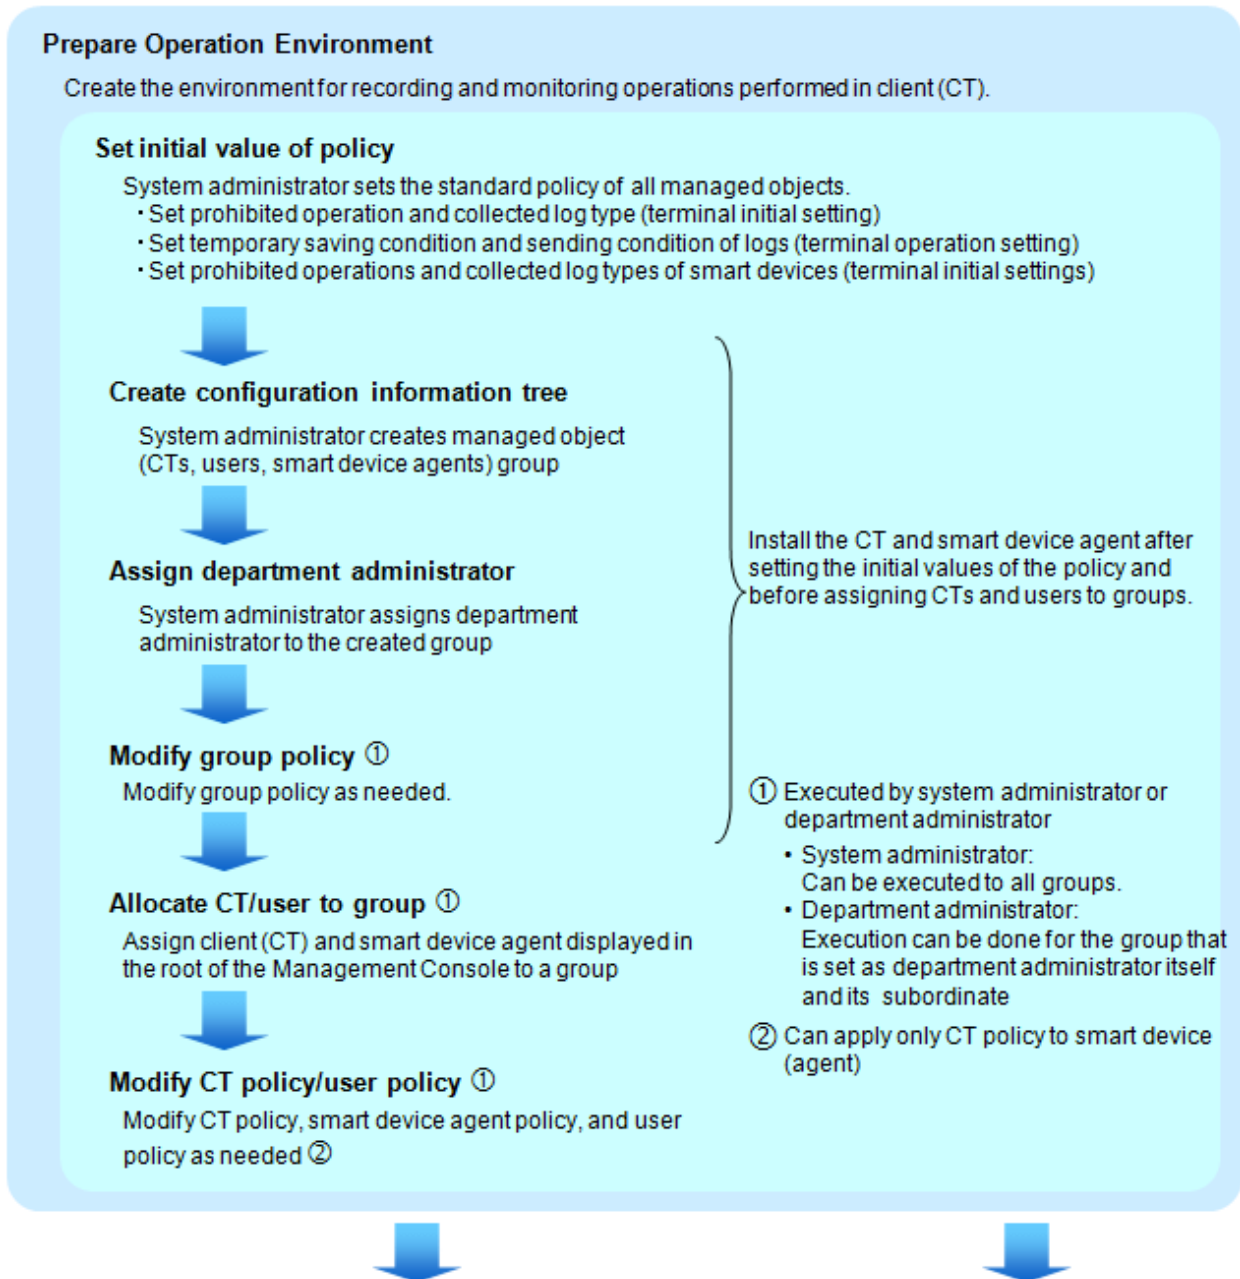 Prepare Operation Environment
Create the environment for recording and monitoring operations performed in client (CT).
Set initial value of policy
System administrator sets the standard policy of all managed objects.
・Set prohibited operation and collected log type (terminal initial setting)
・Set temporary saving condition and sending condition of logs (terminal operation setting)
・Set prohibited operations and collected log types of smart devices (terminal initial settings)
Create configuration information tree
System administrator creates managed object
(CTs, users, smart device agents) group
Assign department administrator
System administrator assigns department
administrator to the created group
Modify group policy ①
Modify group policy as needed.
Allocate CT/user to group ①
Assign client (CT) and smart device agent displayed in
the root of the Management Console to a group
Modify CT policy/user policy ①
Modify CT policy, smart device agent policy, and user
policy as needed ②
Install the CT and smart device agent after
setting the initial values of the policy and
before assigning CTs and users to groups.
① Executed by system administrator or
department administrator
• System administrator:
Can be executed to all groups.
• Department administrator:
Execution can be done for the group that
is set as department administrator itself
and its subordinate
② Can apply only CT policy to smart device
(agent)